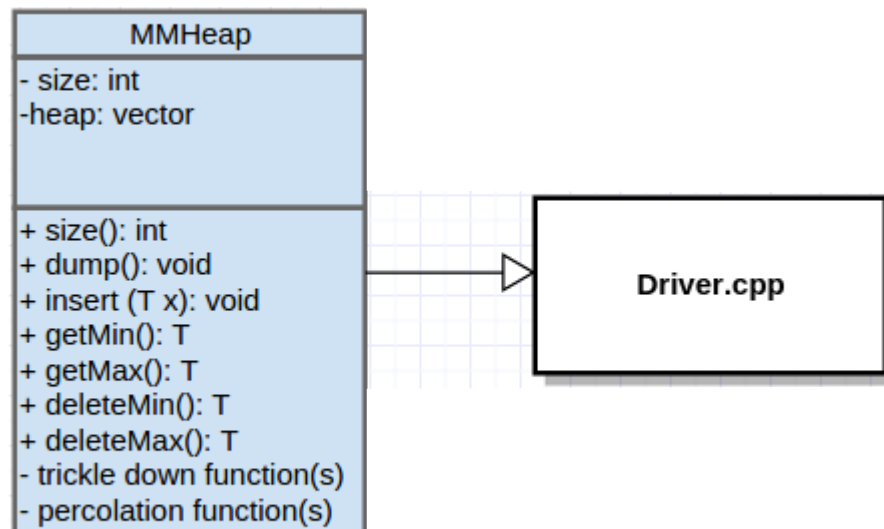 MMHeap
- size: int
-heap: vector
+ size(): int
+ dump(): void
+ insert (T x): void
+ getMin(): T
+ getMax(): T
+ deleteMin(): T
+ deleteMax(): T
- trickle down function(s)
- percolation function(s)
Driver.cpp